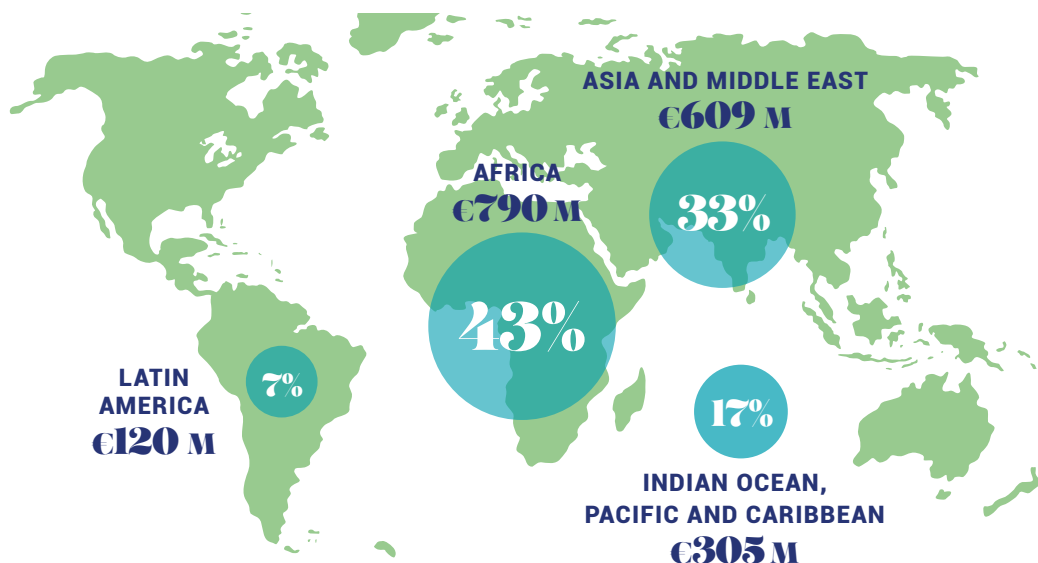 ASIA AND MIDDLE EAST
€609 M
33%
AFRICA
€790 M
43%
LATIN
AMERICA
€120 M
7%
17%
INDIAN OCEAN,
PACIFIC AND CARIBBEAN
€305 M